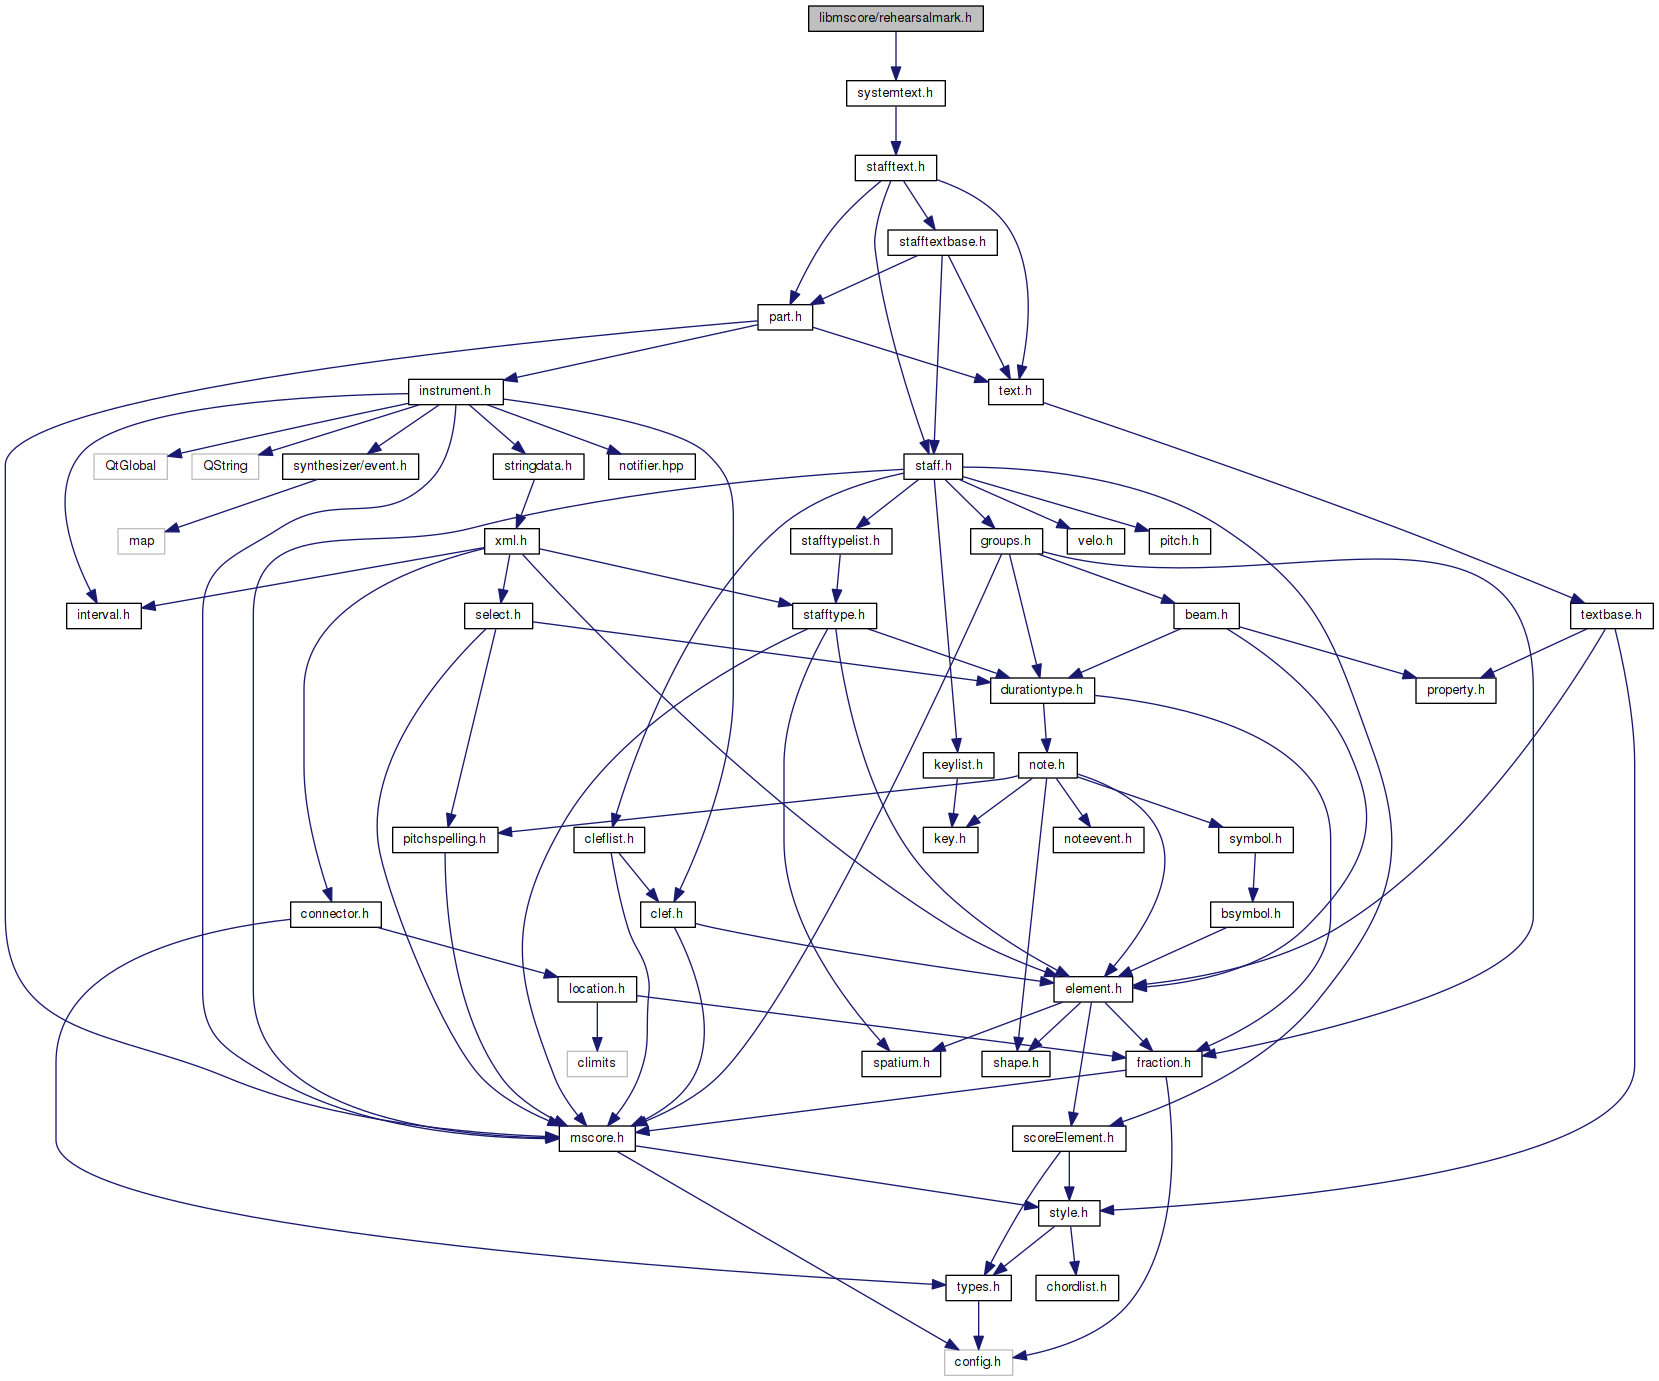 libmscore/rehearsalmark.h
systemtext.h
stafftext.h
stafftextbase.h
part.h
instrument.h
text.h
QtGlobal
QString
synthesizer/event.h
stringdata.h
notifier.hpp
staff.h
map
xml.h
stafftypelist.h
groups.h
velo.h
pitch.h
interval.h
select.h
stafftype.h
beam.h
textbase.h
durationtype.h
property.h
keylist.h
note.h
pitchspelling.h
cleflist.h
key.h
noteevent.h
symbol.h
connector.h
clef.h
bsymbol.h
location.h
element.h
climits
spatium.h
shape.h
fraction.h
mscore.h
scoreElement.h
style.h
types.h
chordlist.h
config.h